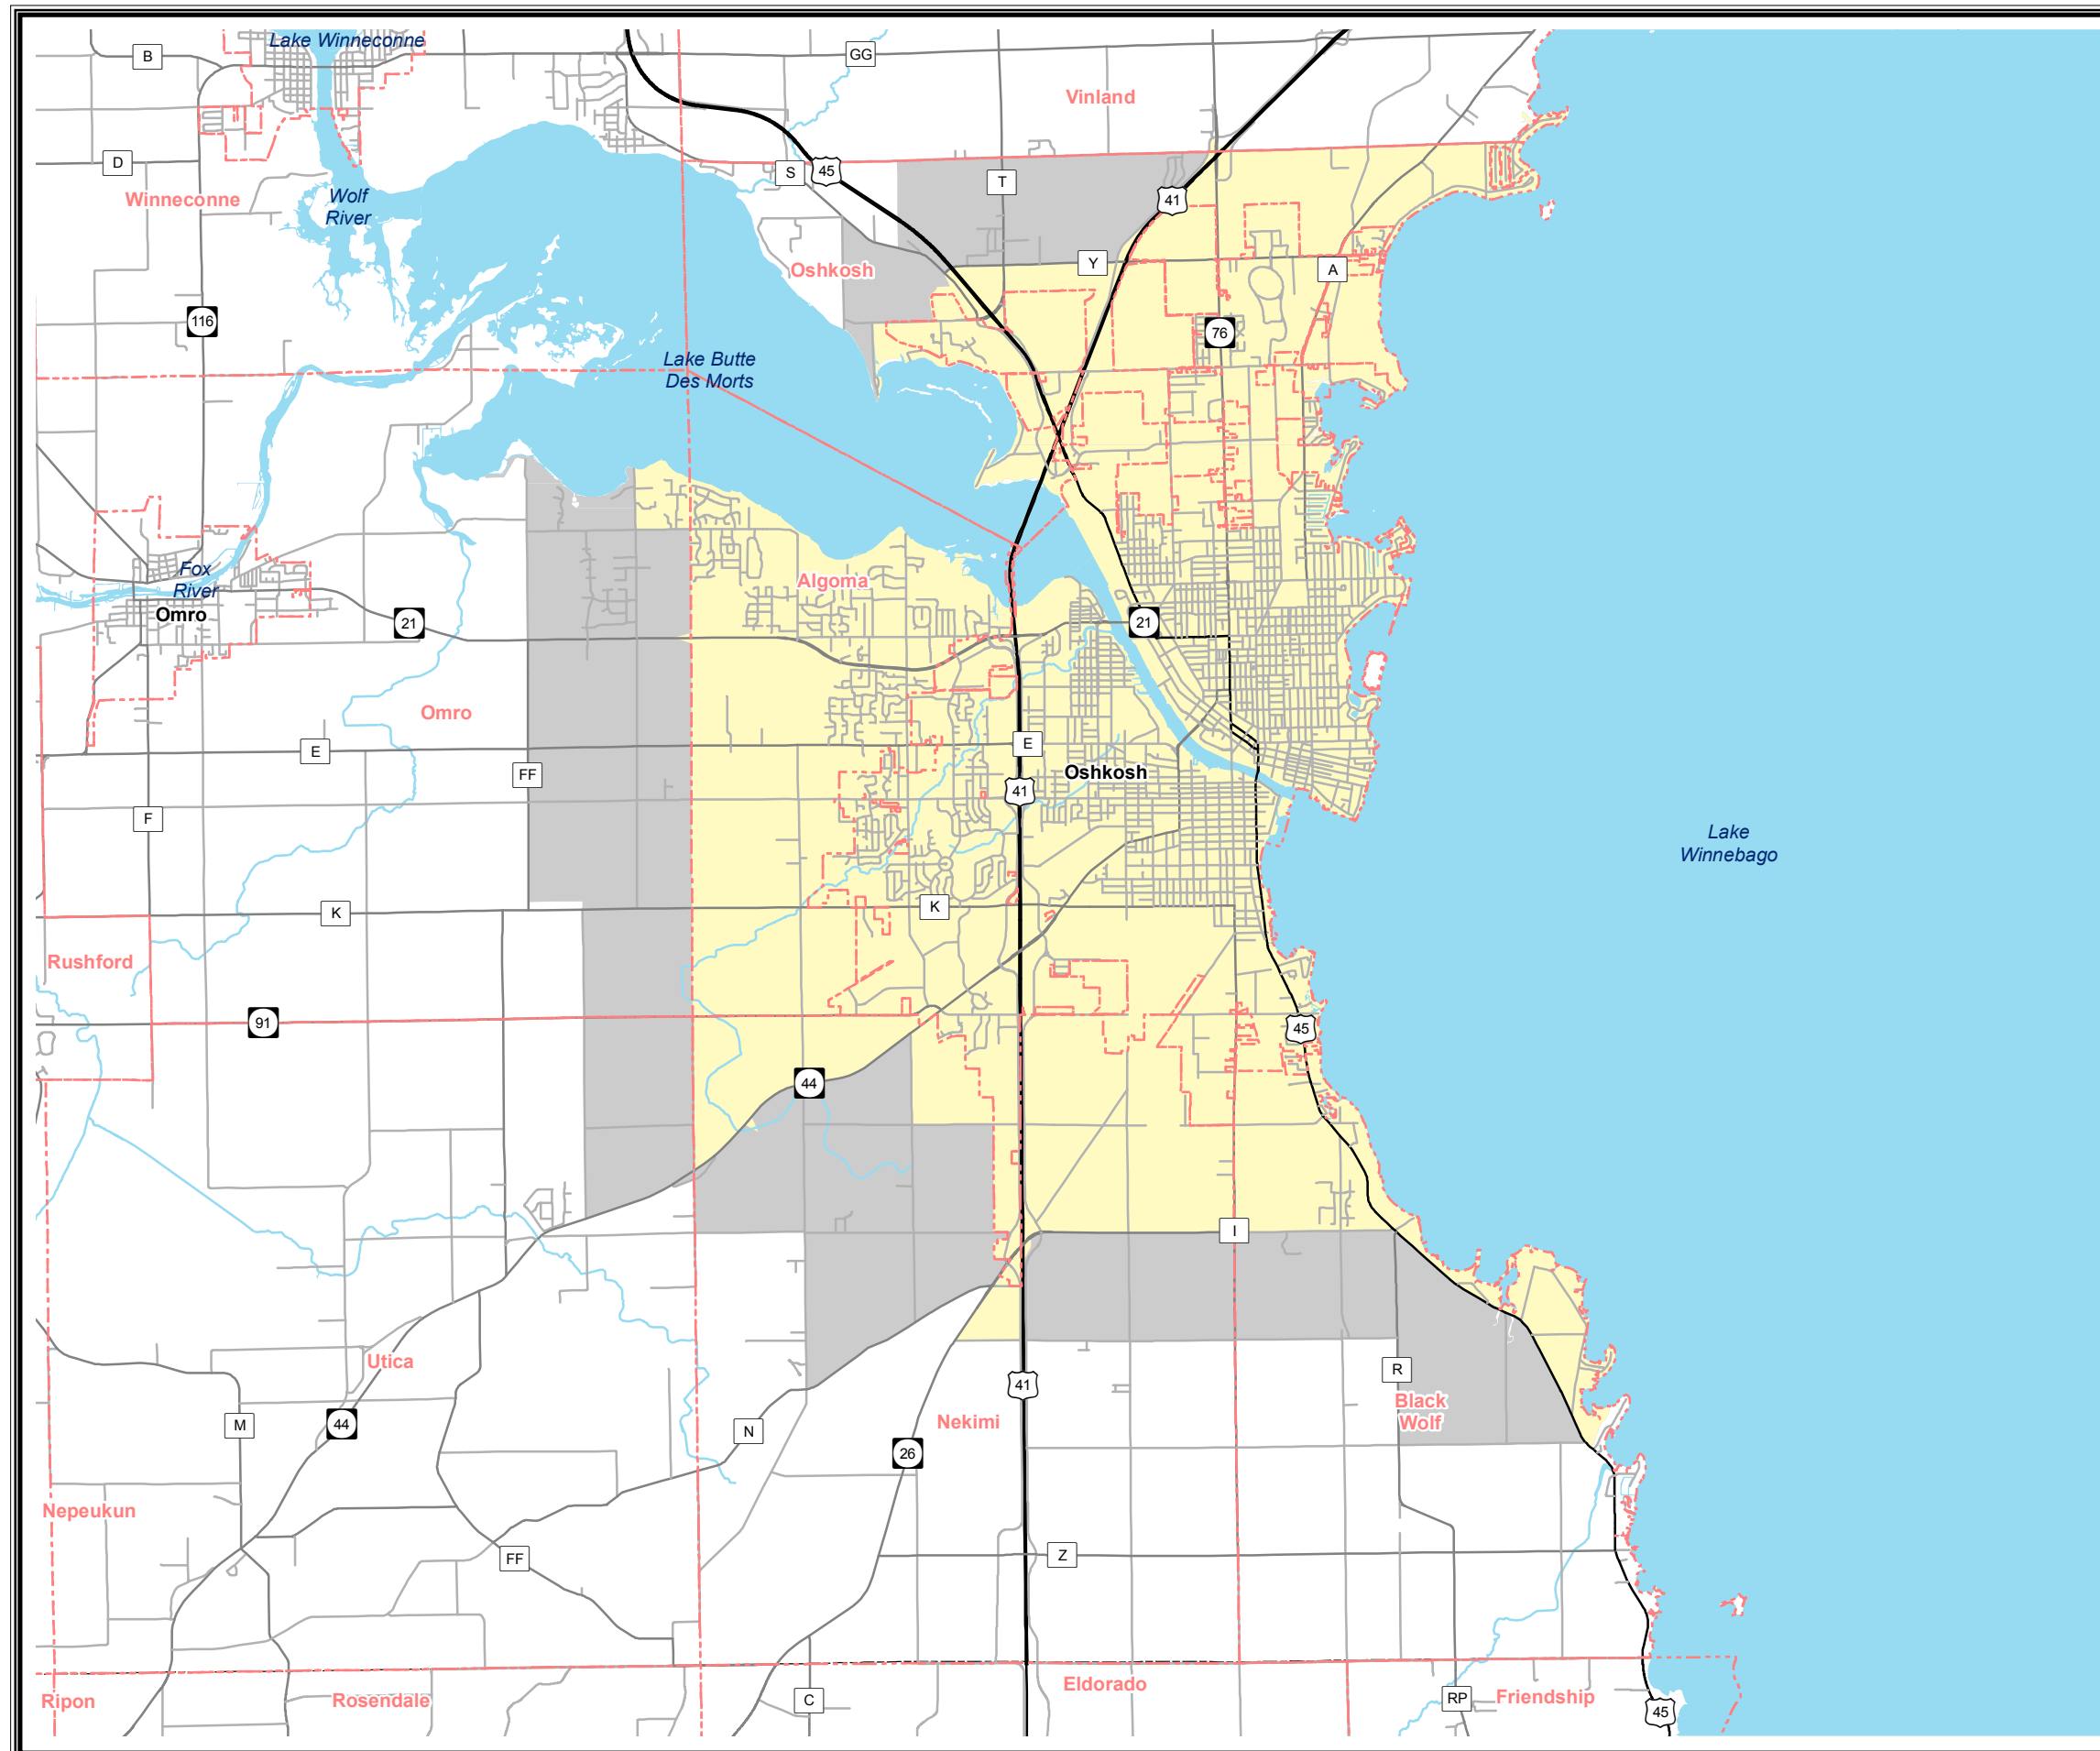 Lake Winneconne
B
GG
Vinland
D
S
45
T
41
Winneconne
Wolf
River
Oshkosh
Y
A
116
76
Lake Butte
Des Morts
Fox
River
Omro
21
Algoma
21
Omro
E
FF
E
Oshkosh
41
F
Lake
Winnebago
K
K
Rushford
91
45
44
I
Utica
41
R
Black
Wolf
M
44
N
Nekimi
26
Nepeukun
FF
Z
Ripon
Rosendale
C
Eldorado
RP
Friendship
45